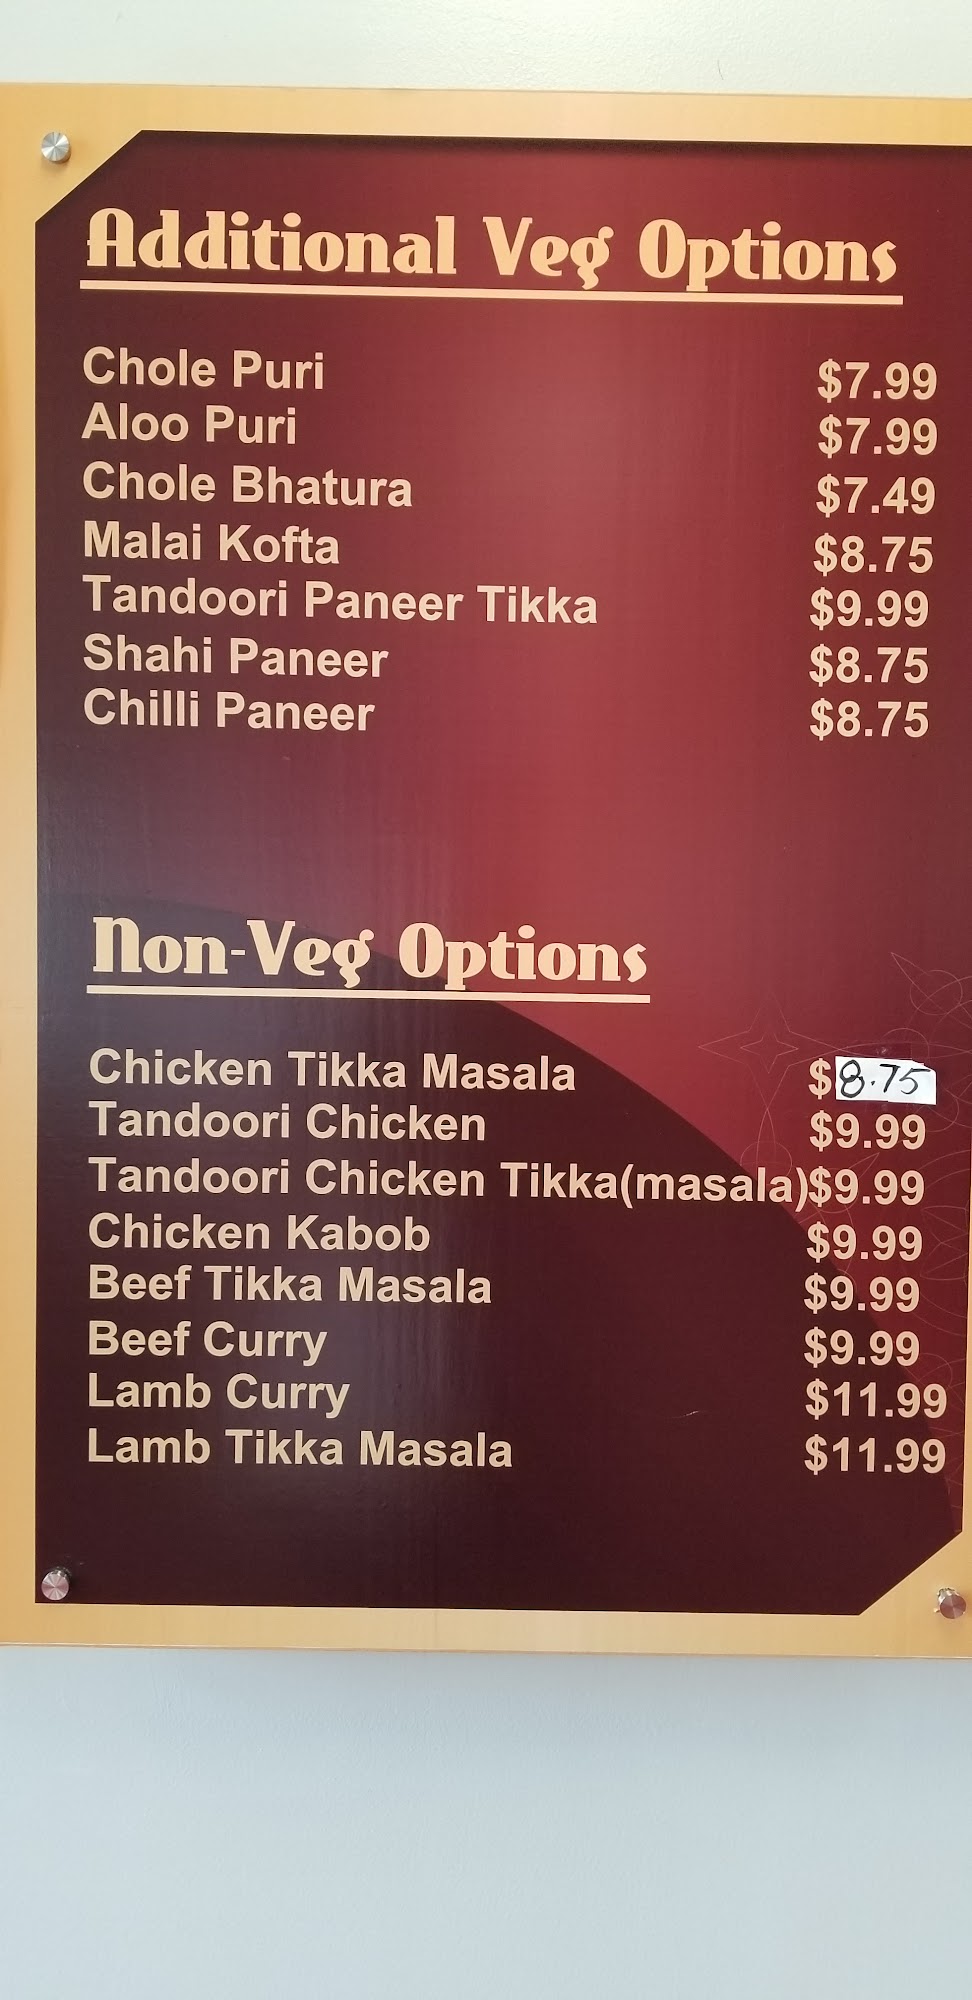 Additional Veg Options
Chole Puri $7.99
Aloo Puri $7.99
Chole Bhatura $7.49
Malai Kofta $8.75
Tandoori Paneer Tikka $9.99
Shahi Paneer $8.75
Chilli Paneer $8.75
Non-Veg Options
Chicken Tikka Masala $8.75
Tandoori Chicken $9.99
Tandoori Chicken Tikka(masala)$9.99
Chicken Kabob $9.99
Beef Tikka Masala $9.99
Beef Curry $9.99
Lamb Curry $11.99
Lamb Tikka Masala $11.99